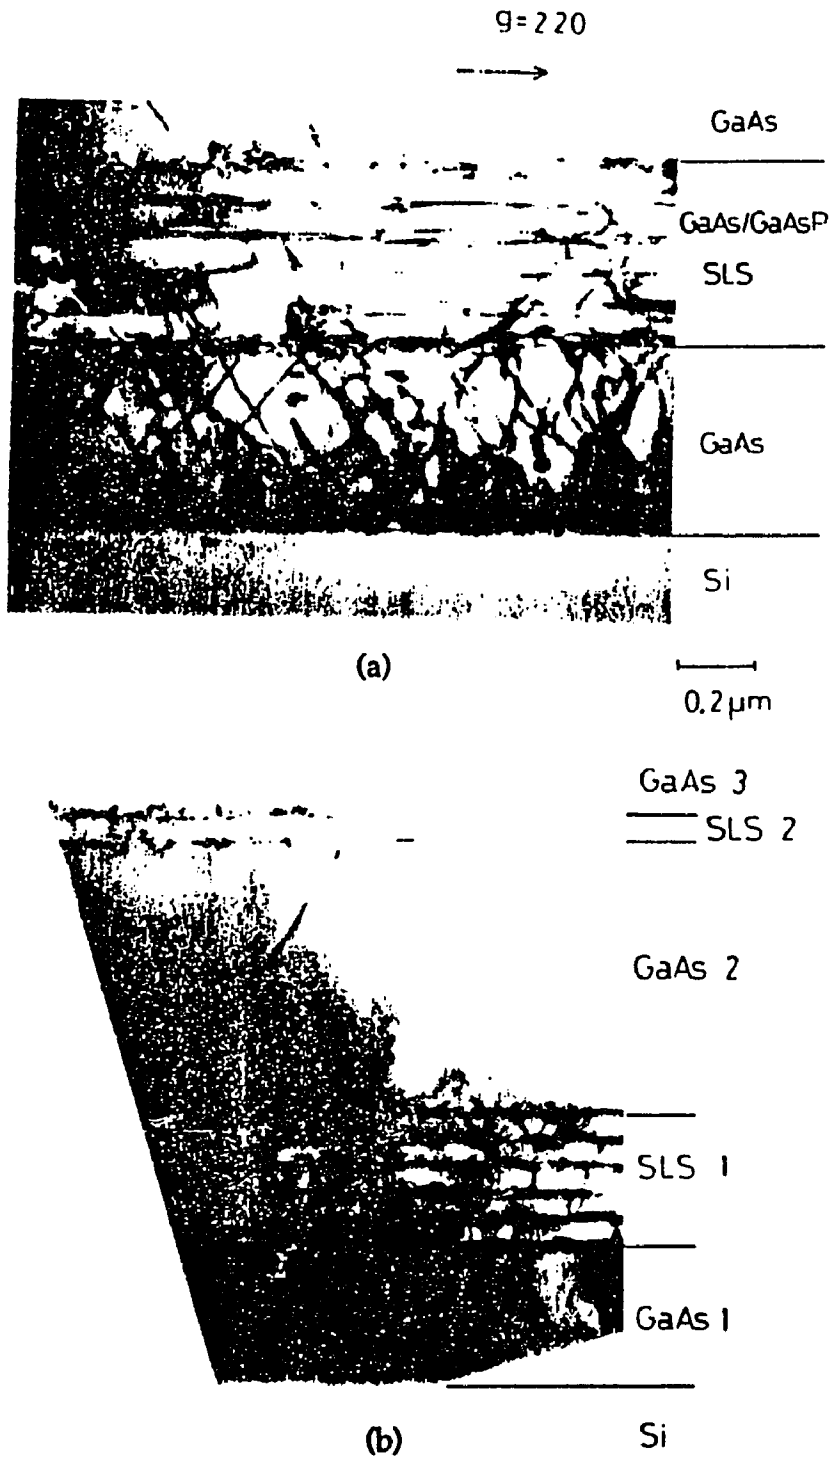 g=220
GaAs
GaAs/GaAsP
SLS
GaAs
Si
(a)
0.2μm
GaAs 3
SLS 2
GaAs 2
SLS 1
GaAs 1
Si
(b)